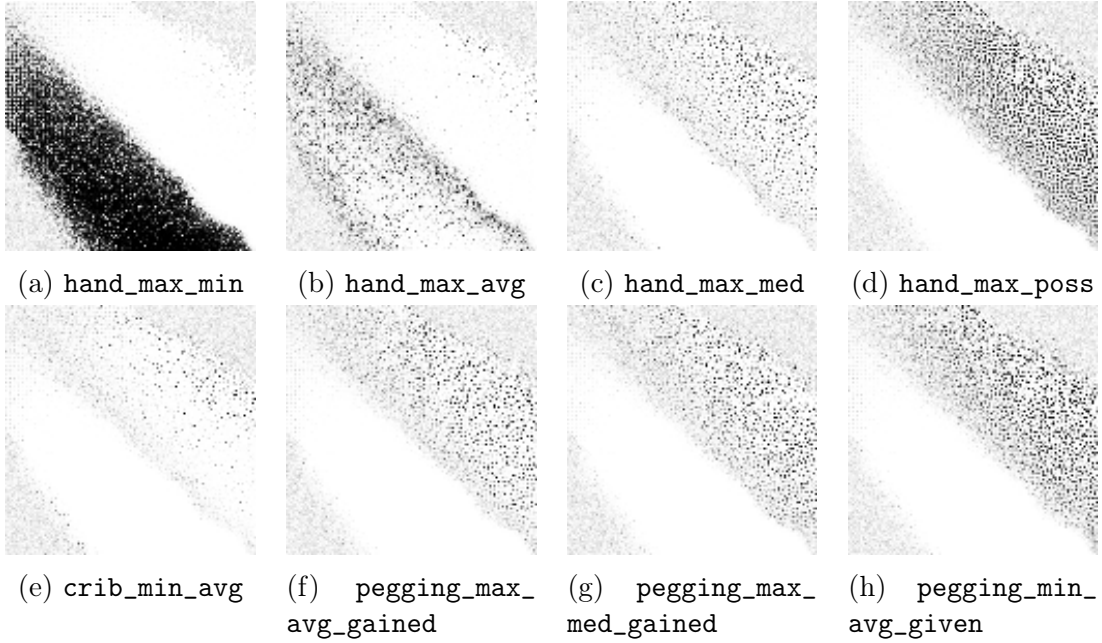 (a) hand_max_min
(b) hand_max_avg
(c) hand_max_med
(d) hand_max_poss
(e) crib_min_avg
(f) pegging_max_
avg_gained
(g) pegging_max_
med_gained
(h) pegging_min_
avg_given